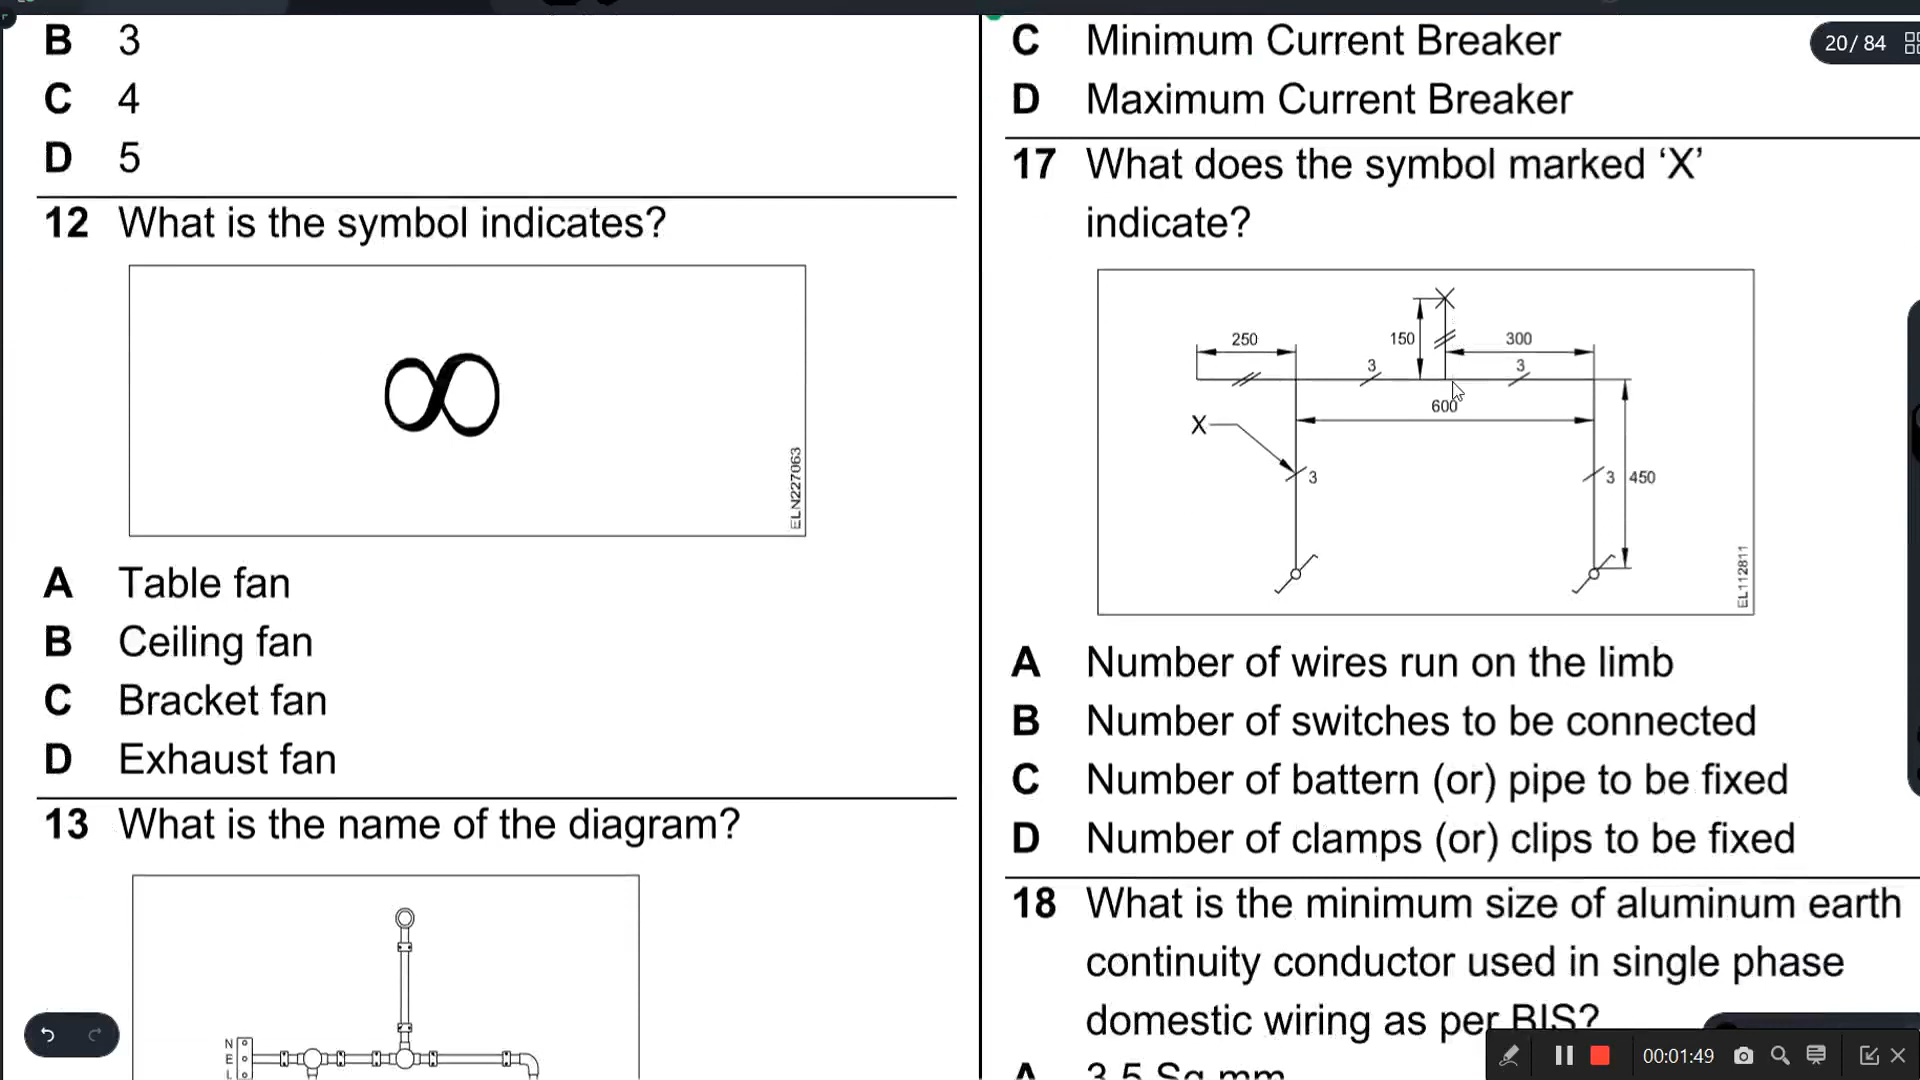 B 3
C 4
D 5
12 What is the symbol indicates?
∞
ELN227063
A Table fan
B Ceiling fan
C Bracket fan
D Exhaust fan
13 What is the name of the diagram?
N
E
L
C Minimum Current Breaker
D Maximum Current Breaker
17 What does the symbol marked ‘X’
indicate?
250
150
300
3
3
600
X
3
3
450
EL112811
A Number of wires run on the limb
B Number of switches to be connected
C Number of battern (or) pipe to be fixed
D Number of clamps (or) clips to be fixed
18 What is the minimum size of aluminum earth
continuity conductor used in single phase
domestic wiring as per BIS?
A 3.5 Sq mm
20/ 84
00:01:49